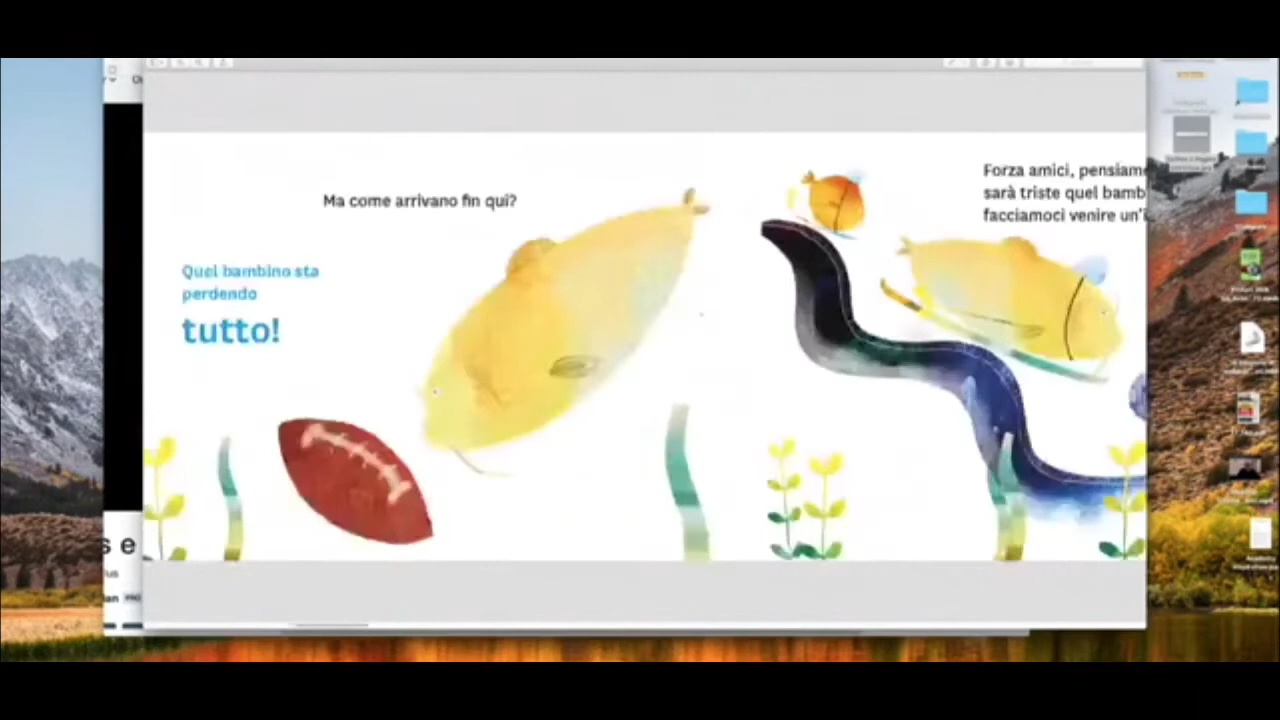 Ma come arrivano fin qui?
Quel bambino sta
perdendo
tutto!
Forza amici, pensiam
sarà triste quel bamb
facciamoci venire un'i
s e